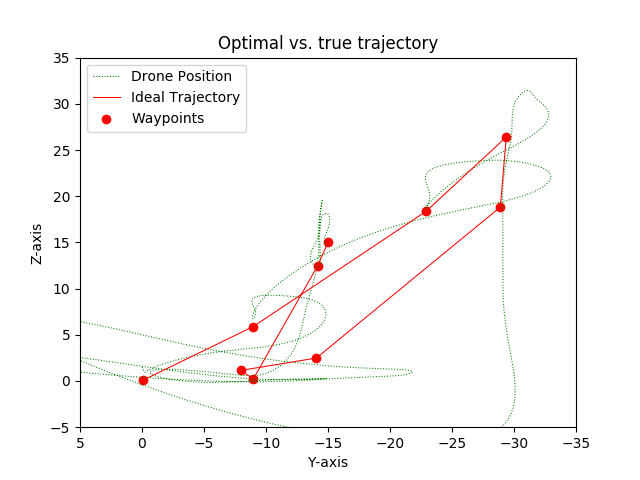 Optimal vs. true trajectory
Drone Position
Ideal Trajectory
Waypoints
35
30
25
20
15
10
5
0
−5
Z-axis
5 0 −5 −10 −15 −20 −25 −30 −35
Y-axis